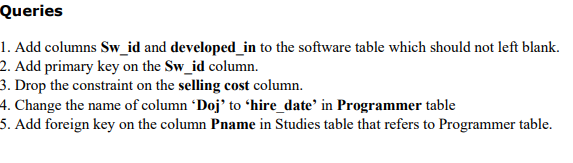 Queries
1. Add columns Sw_id and developed_in to the software table which should not left blank.
2. Add primary key on the Sw_id column.
3. Drop the constraint on the selling cost column.
4. Change the name of column ‘Doj’ to ‘hire_date’ in Programmer table
5. Add foreign key on the column Pname in Studies table that refers to Programmer table.